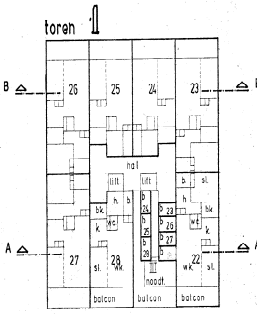 toren 1
B 26 25 24 23 B
hal
lift lift
b. h. b. b. sl.
b 24
b 23
bk h. bk
h 25
b 26
wc wc
k k
b 27
A 27 28 b 29 b 22 A
sl. wk. noodt. wk. sl.
balcon balcon balcon